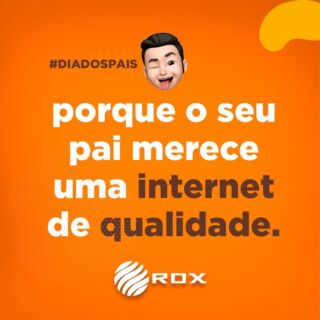 #DIADOSPAIS
porque o seu
pai merece
uma internet
de qualidade.
ROX